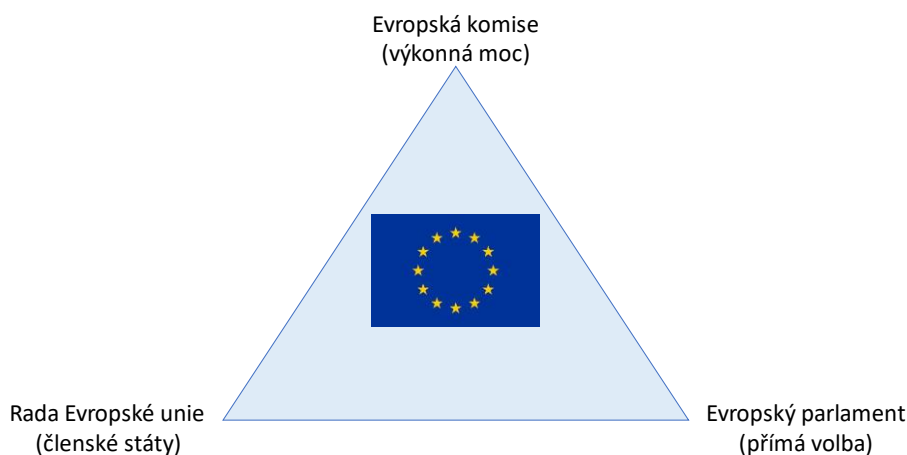 Evropská komise
(výkonná moc)
Rada Evropské unie
(členské státy)
Evropský parlament
(přímá volba)